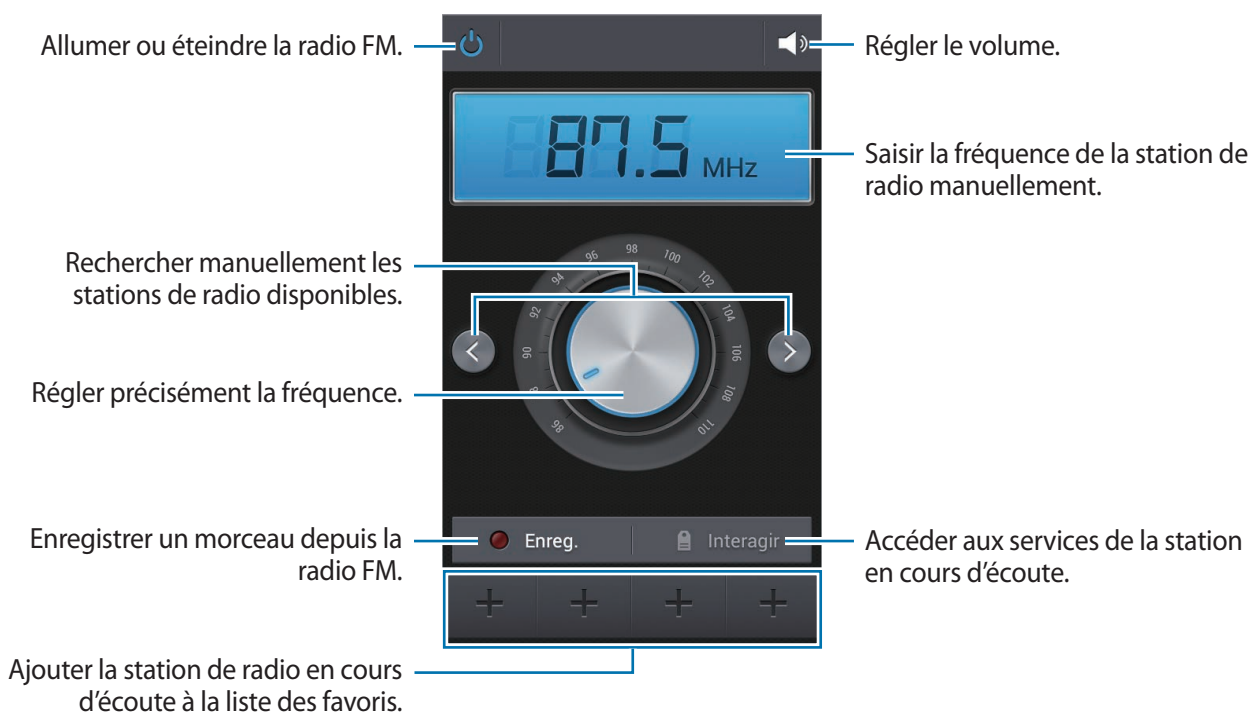 Allumer ou éteindre la radio FM.
Régler le volume.
87.5 MHz
Saisir la fréquence de la station de
radio manuellement.
Rechercher manuellement les
stations de radio disponibles.
86
90
92
94
96
98
100
102
104
106
108
110
Régler précisément la fréquence.
Enregistrer un morceau depuis la
radio FM.
Enreg.
Interagir
Accéder aux services de la station
en cours d'écoute.
Ajouter la station de radio en cours
d'écoute à la liste des favoris.